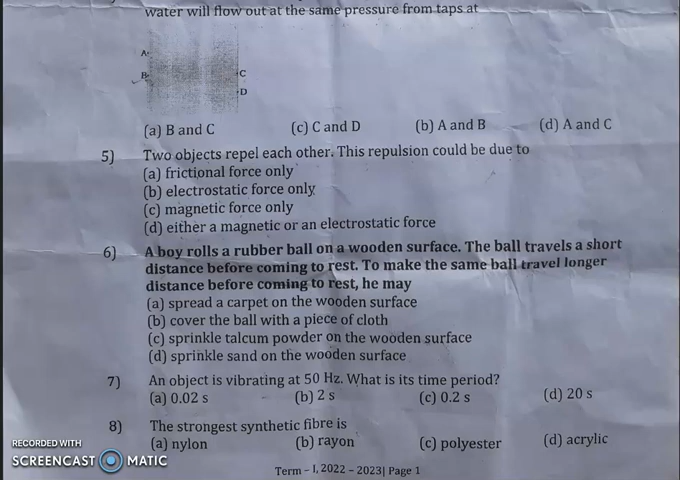 water will flow out at the same pressure from taps at
A
B
C
D
(a) B and C (c) C and D (b) A and B (d) A and C
5) Two objects repel each other. This repulsion could be due to
(a) frictional force only
(b) electrostatic force only
(c) magnetic force only
(d) either a magnetic or an electrostatic force
6) A boy rolls a rubber ball on a wooden surface. The ball travels a short
distance before coming to rest. To make the same ball travel longer
distance before coming to rest, he may
(a) spread a carpet on the wooden surface
(b) cover the ball with a piece of cloth
(c) sprinkle talcum powder on the wooden surface
(d) sprinkle sand on the wooden surface
7) An object is vibrating at 50 Hz. What is its time period?
(a) 0.02 s (b) 2 s (c) 0.2 s (d) 20 s
8) The strongest synthetic fibre is
(a) nylon (b) rayon (c) polyester (d) acrylic
Term – I, 2022 – 2023| Page 1
RECORDED WITH
SCREENCAST MATIC